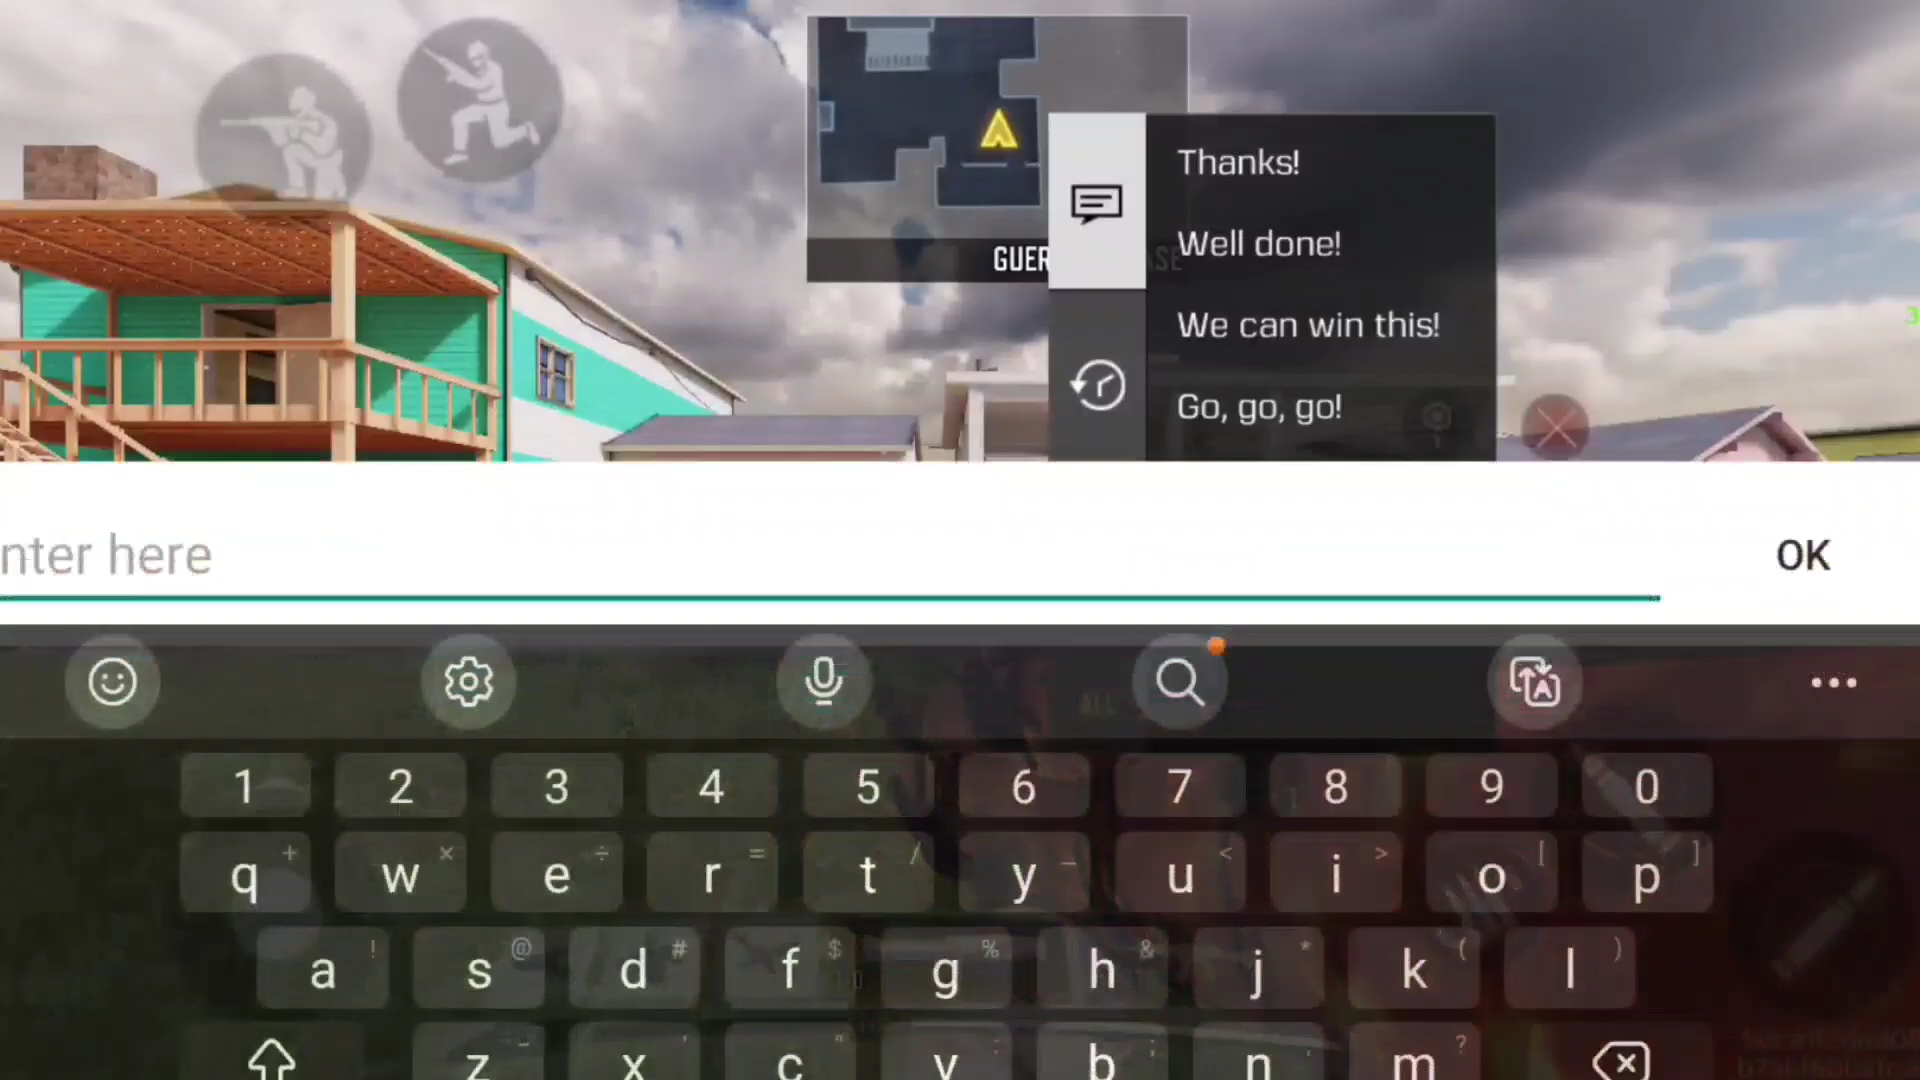 Thanks!
GUER
Well done!
We can win this!
Go, go, go!
nter here
OK
ALL
1 2 3 4 5 6 7 8 9 0
q + w × e ÷ r = t / y _ u < i > o [ p ]
a ! s @ d # f $ g % h & j * k ( l )
z - x ' c " v : b ; n , m ?